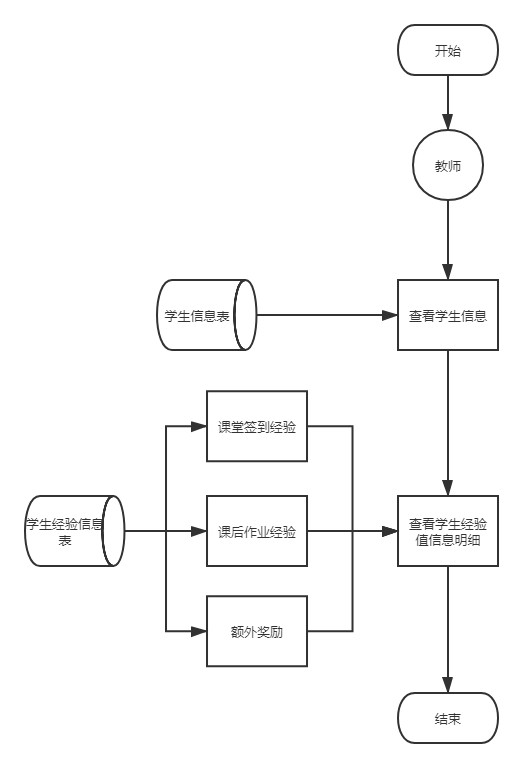 开始
教师
学生信息表
查看学生信息
课堂签到经验
学生经验信息
表
课后作业经验
查看学生经验
值信息明细
额外奖励
结束